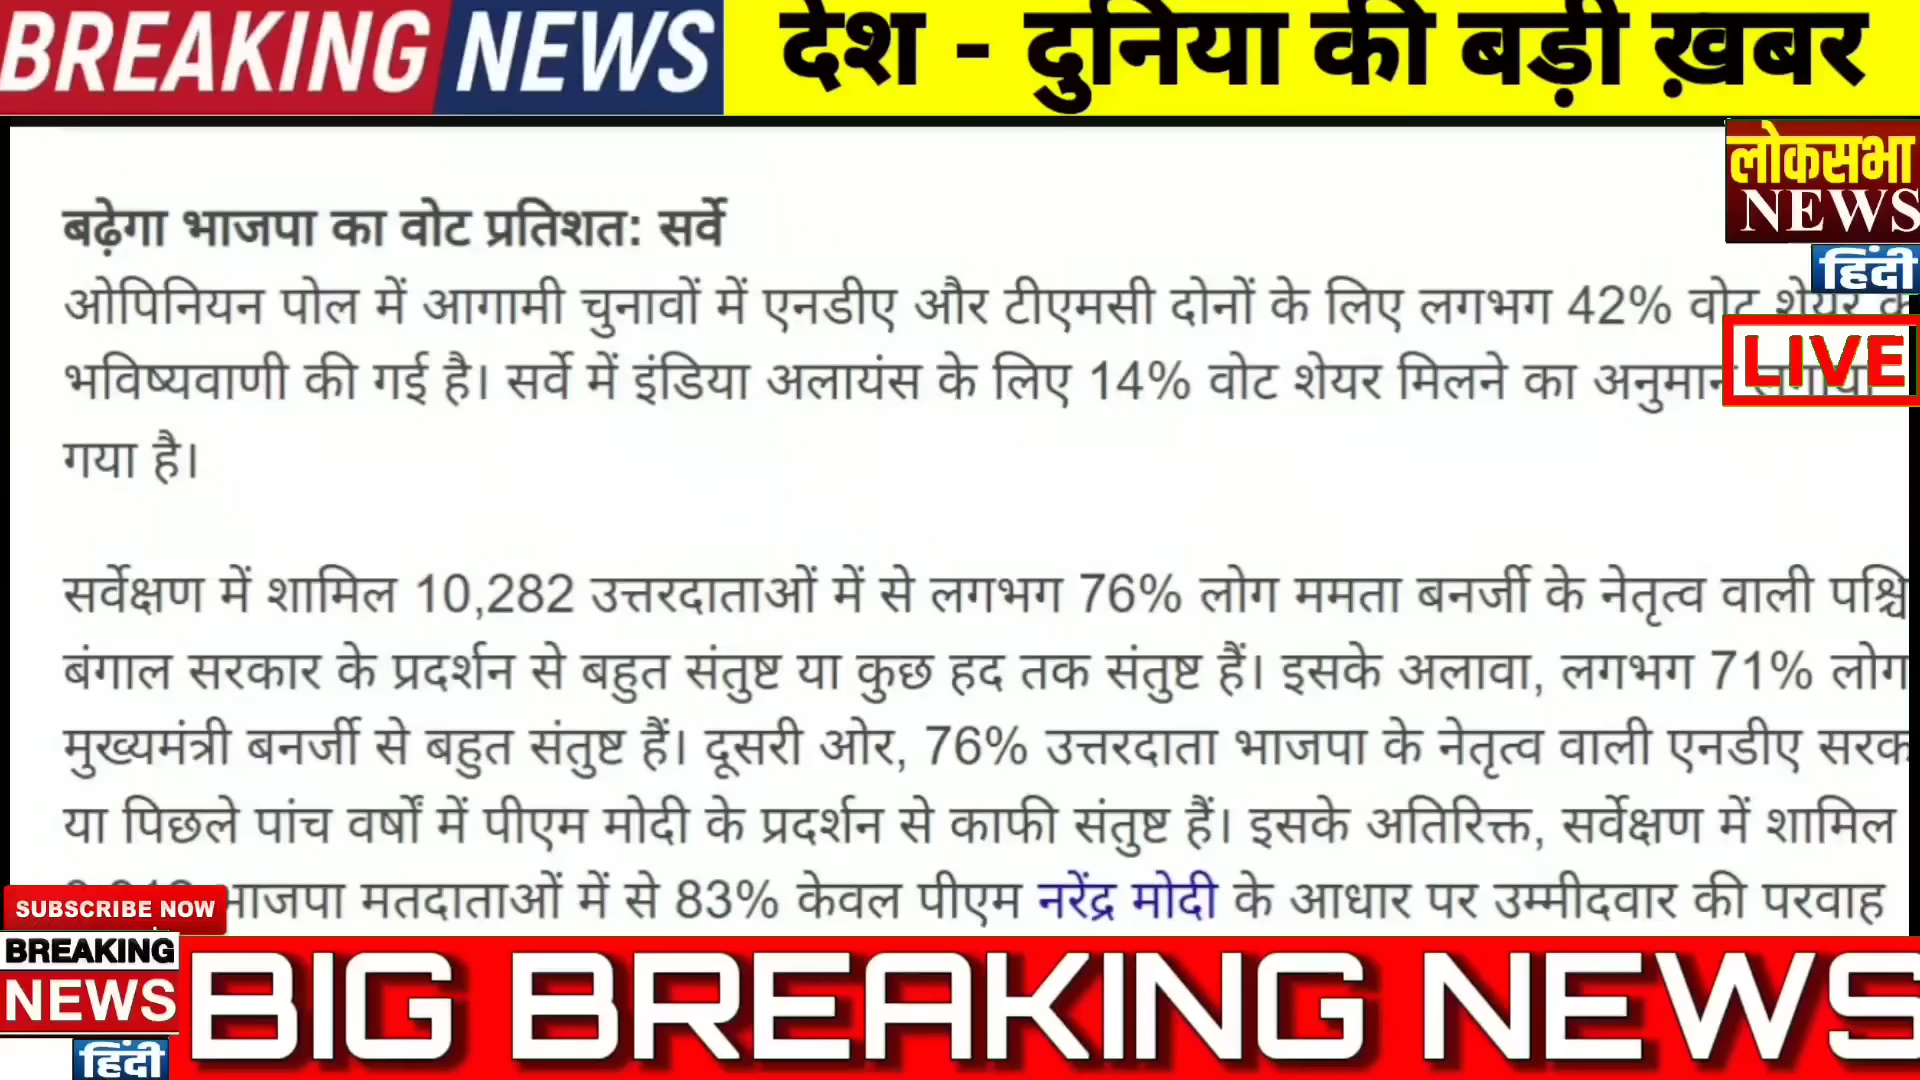 BREAKING NEWS देश - दुनिया की बड़ी ख़बर
लोकसभा
NEWS
हिंदी
LIVE
बढ़ेगा भाजपा का वोट प्रतिशत: सर्वे
ओपिनियन पोल में आगामी चुनावों में एनडीए और टीएमसी दोनों के लिए लगभग 42% वोट शेयर
भविष्यवाणी की गई है। सर्वे में इंडिया अलायंस के लिए 14% वोट शेयर मिलने का अनुमान
गया है।
सर्वेक्षण में शामिल 10,282 उत्तरदाताओं में से लगभग 76% लोग ममता बनर्जी के नेतृत्व वाली
बंगाल सरकार के प्रदर्शन से बहुत संतुष्ट या कुछ हद तक संतुष्ट हैं। इसके अलावा, लगभग 71% लोग
मुख्यमंत्री बनर्जी से बहुत संतुष्ट हैं। दूसरी ओर, 76% उत्तरदाता भाजपा के नेतृत्व वाली एनडीए
या पिछले पांच वर्षों में पीएम मोदी के प्रदर्शन से काफी संतुष्ट हैं। इसके अतिरिक्त, सर्वेक्षण में शामिल
भाजपा मतदाताओं में से 83% केवल पीएम नरेंद्र मोदी के आधार पर उम्मीदवार की परवाह
SUBSCRIBE NOW
BREAKING
NEWS
हिंदी
BIG BREAKING NEWS